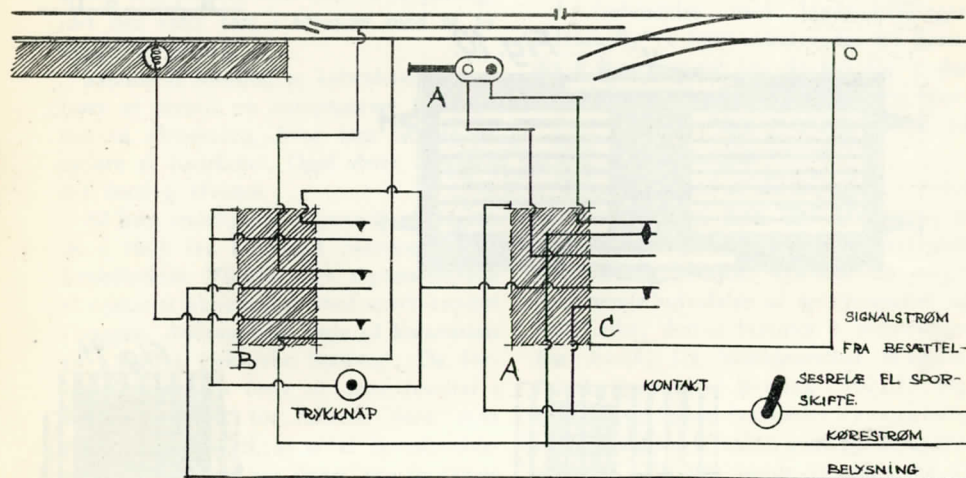 A
B
A
C
SIGNALSTRØM
FRA BESÆTTEL-
KONTAKT
SESRELÆ EL SPOR-
SKIFTE.
TRYKKNAP
KØRESTRØM
BELYSNING